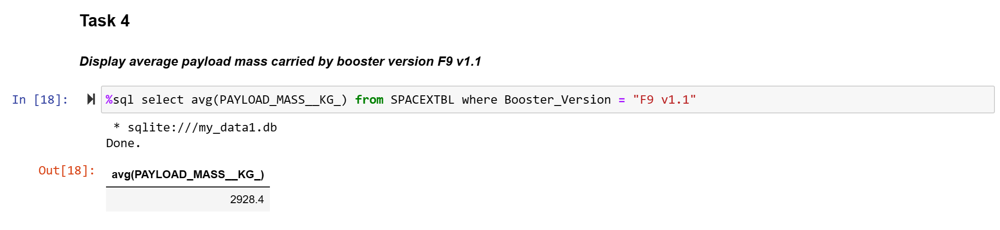 Task 4
Display average payload mass carried by booster version F9 v1.1
In [18]: %sql select avg(PAYLOAD_MASS__KG_) from SPACEXTBL where Booster_Version = "F9 v1.1"
* sqlite:///my_data1.db
Done.
Out[18]: avg(PAYLOAD_MASS__KG_)
2928.4